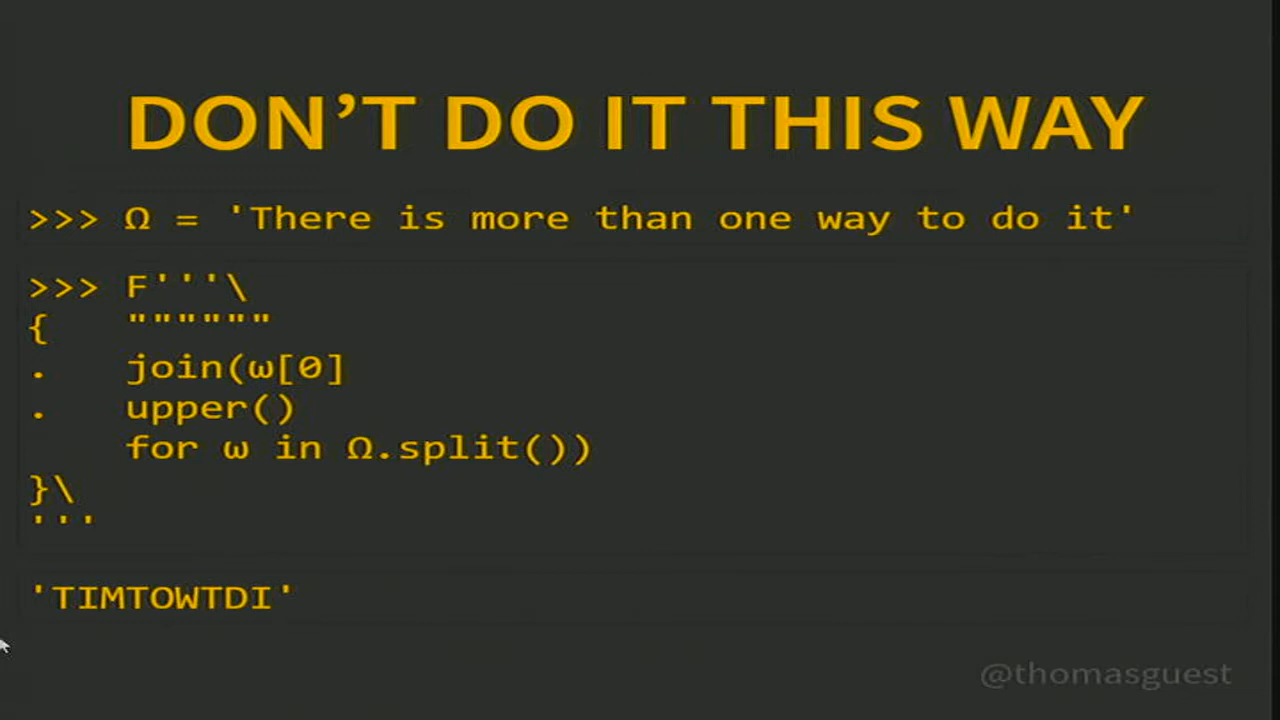 DON’T DO IT THIS WAY
>>> Ω = 'There is more than one way to do it'
>>> F'''\
{    """"""
.    join(ω[0]
.    upper()
     for ω in Ω.split())
}\
'''
'TIMTOWTDI'
@thomasguest